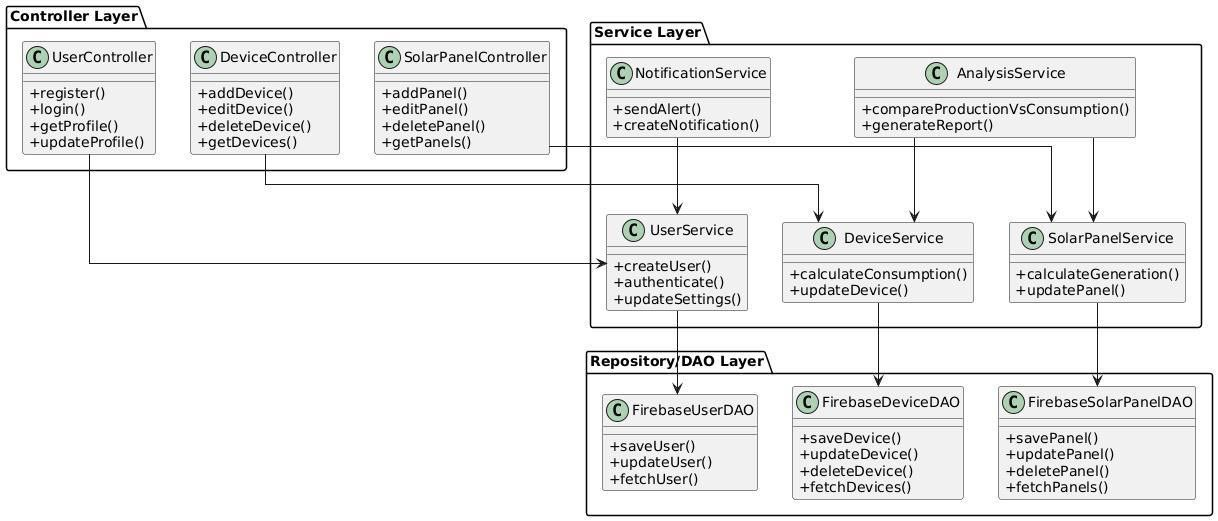 Controller Layer
C UserController
+register()
+login()
+getProfile()
+updateProfile()
C DeviceController
+addDevice()
+editDevice()
+deleteDevice()
+getDevices()
C SolarPanelController
+addPanel()
+editPanel()
+deletePanel()
+getPanels()
Service Layer
C NotificationService
+sendAlert()
+createNotification()
C AnalysisService
+compareProductionVsConsumption()
+generateReport()
C UserService
+createUser()
+authenticate()
+updateSettings()
C DeviceService
+calculateConsumption()
+updateDevice()
C SolarPanelService
+calculateGeneration()
+updatePanel()
Repository/DAO Layer
C FirebaseUserDAO
+saveUser()
+updateUser()
+fetchUser()
C FirebaseDeviceDAO
+saveDevice()
+updateDevice()
+deleteDevice()
+fetchDevices()
C FirebaseSolarPanelDAO
+savePanel()
+updatePanel()
+deletePanel()
+fetchPanels()